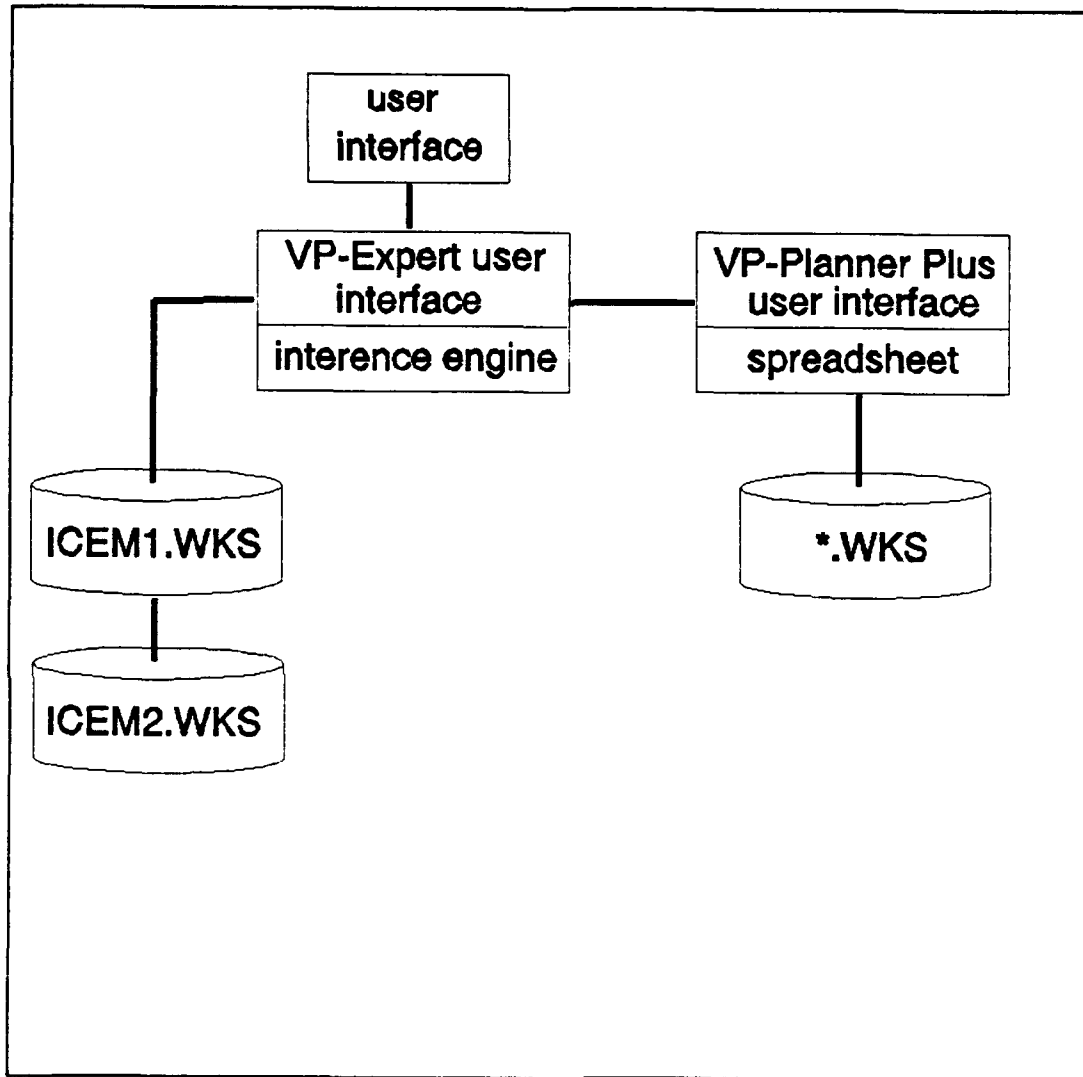 user
interface
VP-Expert user
interface
interence engine
VP-Planner Plus
user interface
spreadsheet
ICEM1.WKS
*.WKS
ICEM2.WKS